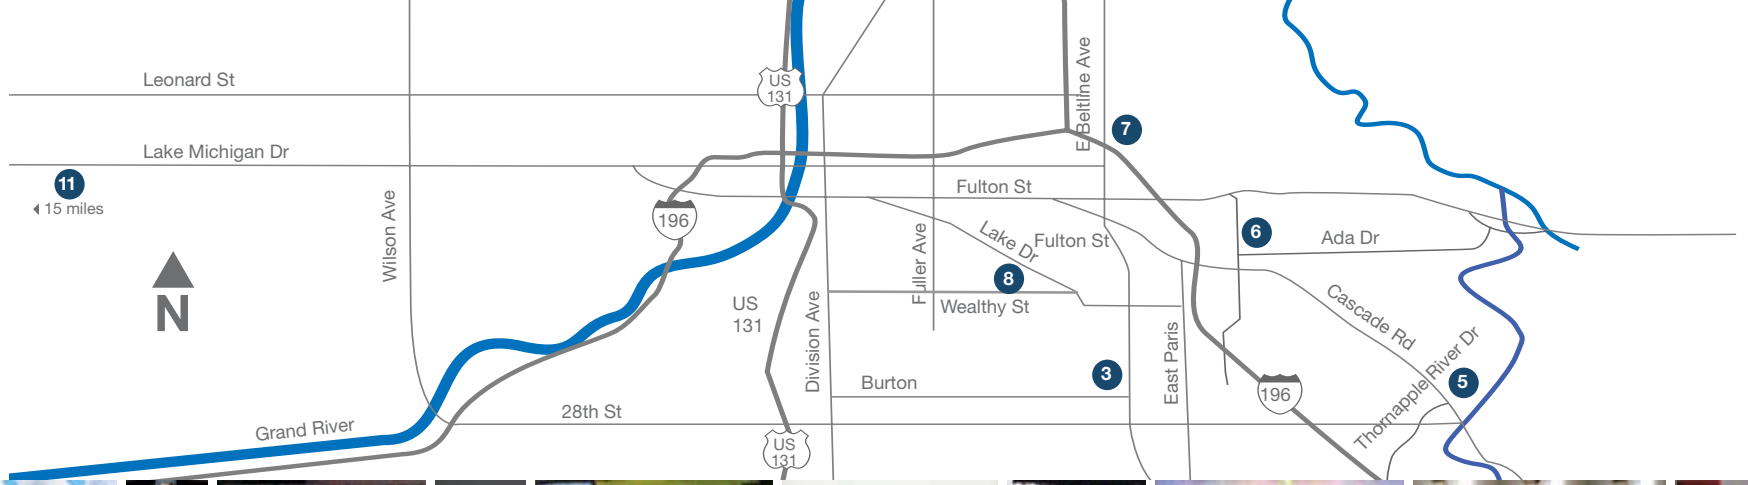 Leonard St
US
131
E Beltline Ave
7
Lake Michigan Dr
11
15 miles
Wilson Ave
196
Fulton St
Fuller Ave
Lake Dr
Fulton St
6
Ada Dr
8
N
US
131
Division Ave
Wealthy St
Cascade Rd
East Paris
Thornapple River Dr
3
5
Burton
196
28th St
Grand River
US
131